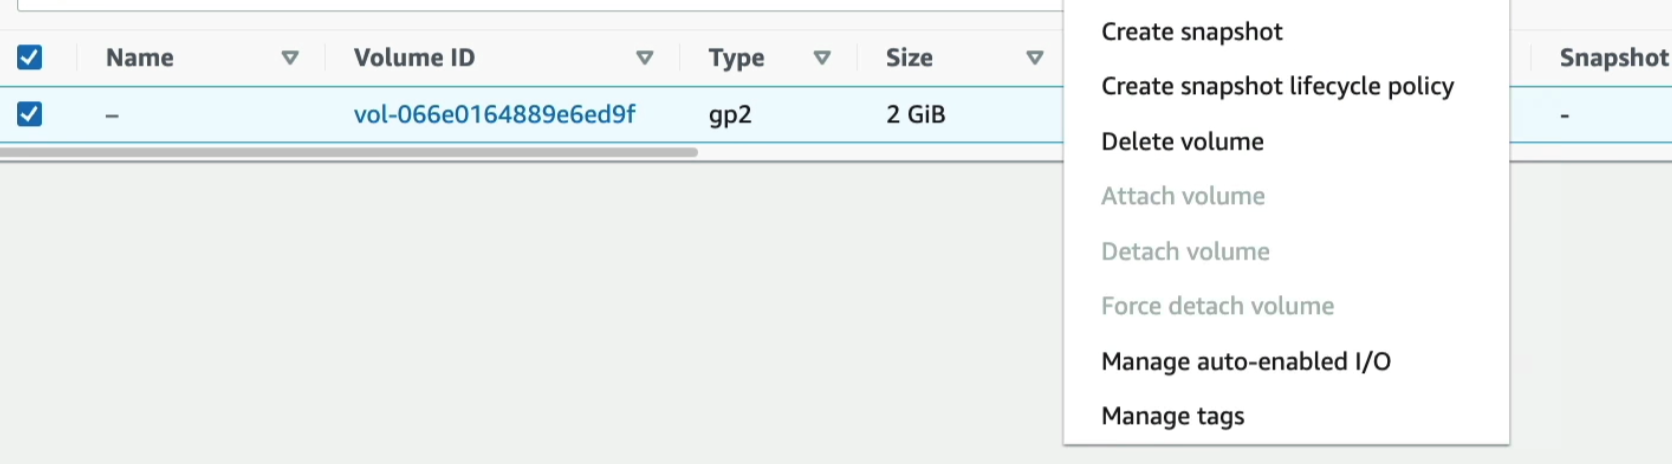 Name Volume ID Type Size Snapshot
– vol-066e0164889e6ed9f gp2 2 GiB -
Create snapshot
Create snapshot lifecycle policy
Delete volume
Attach volume
Detach volume
Force detach volume
Manage auto-enabled I/O
Manage tags